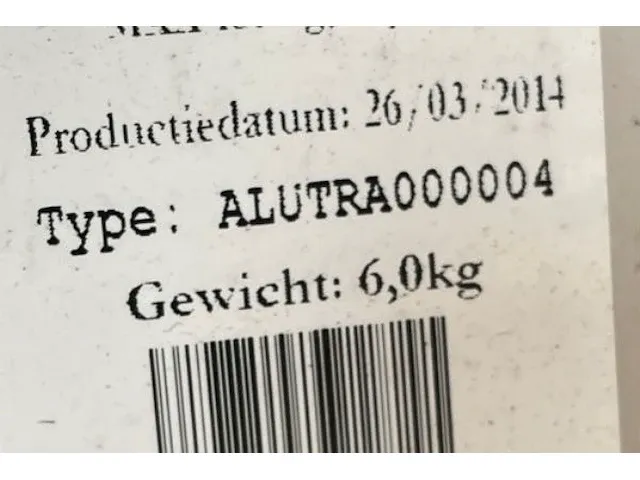 Productiedatum: 26/03/2014
Type: ALUTRA000004
Gewicht: 6,0kg